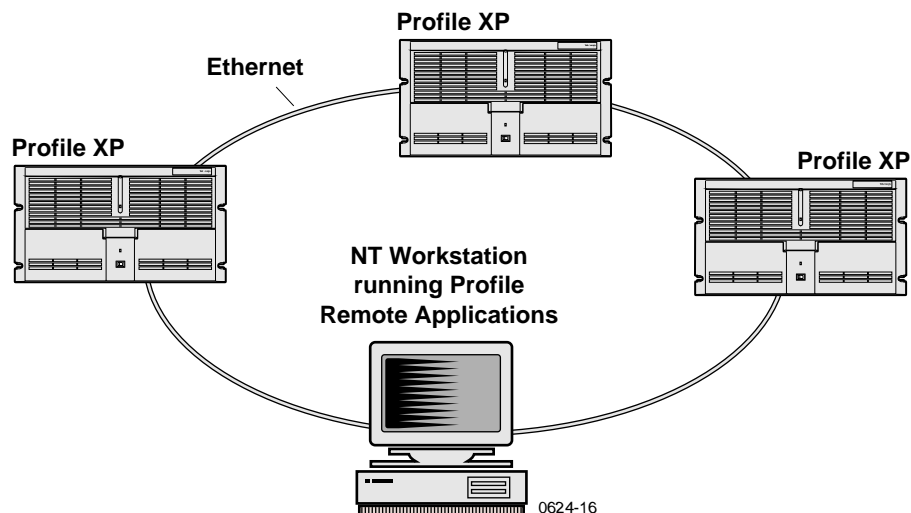 Profile XP
Ethernet
Profile XP
Profile XP
NT Workstation
running Profile
Remote Applications
0624-16